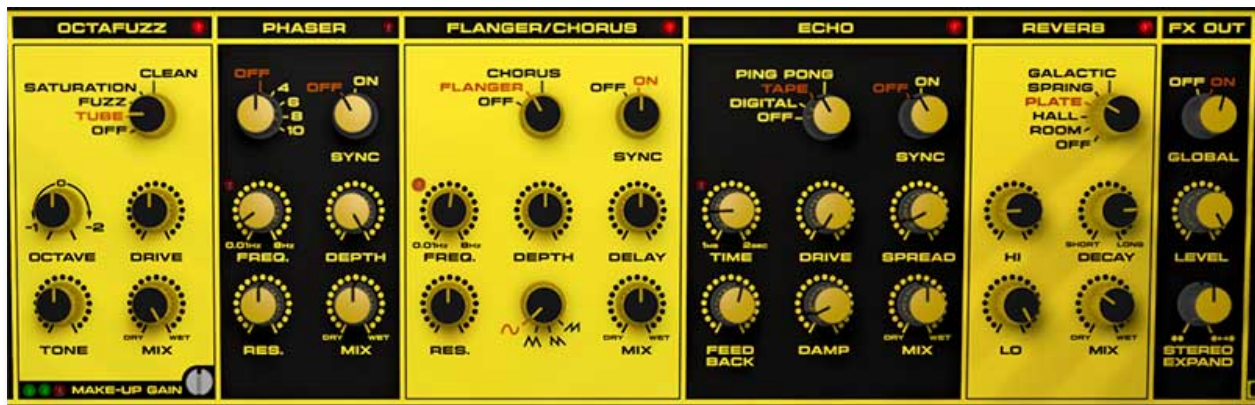 OCTAFUZZ
CLEAN
SATURATION
FUZZ
TUBE
OFF
0
-1
-2
OCTAVE
DRIVE
TONE
DRY
WET
MIX
MAKE-UP GAIN
PHASER
OFF
4
6
8
10
OFF
ON
SYNC
0.01Hz
8Hz
FREQ.
DEPTH
RES.
DRY
WET
MIX
FLANGER/CHORUS
CHORUS
FLANGER
OFF
OFF
ON
SYNC
0.01Hz
8Hz
FREQ.
DEPTH
DELAY
RES.
DRY
WET
MIX
ECHO
PING PONG
TAPE
DIGITAL
OFF
OFF
ON
SYNC
1ms
2sec
TIME
DRIVE
SPREAD
FEED
BACK
DAMP
DRY
WET
MIX
REVERB
GALACTIC
SPRING
PLATE
HALL
ROOM
OFF
HI
SHORT
LONG
DECAY
LO
DRY
WET
MIX
FX OUT
OFF
ON
GLOBAL
LEVEL
STEREO
EXPAND